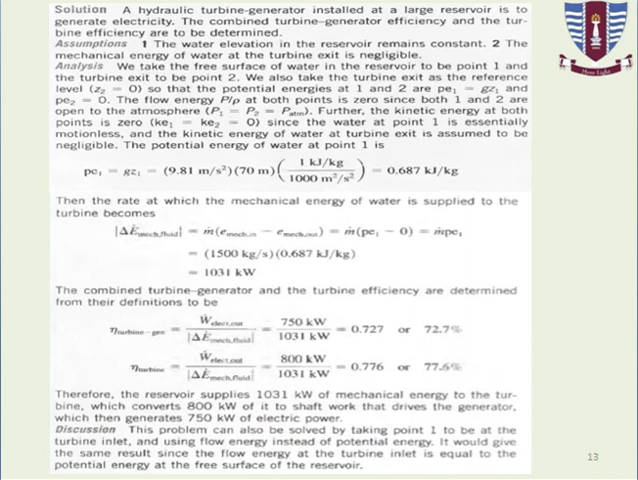 Solution A hydraulic turbine-generator installed at a large reservoir is to
generate electricity. The combined turbine–generator efficiency and the tur-
bine efficiency are to be determined.
Assumptions 1 The water elevation in the reservoir remains constant. 2 The
mechanical energy of water at the turbine exit is negligible.
Analysis We take the free surface of water in the reservoir to be point 1 and
the turbine exit to be point 2. We also take the turbine exit as the reference
level (z₂ = 0) so that the potential energies at 1 and 2 are pe₁ = gz₁ and
pe₂ = 0. The flow energy P/ρ at both points is zero since both 1 and 2 are
open to the atmosphere (P₁ = P₂ = Patm). Further, the kinetic energy at both
points is zero (ke₁ = ke₂ = 0) since the water at point 1 is essentially
motionless, and the kinetic energy of water at turbine exit is assumed to be
negligible. The potential energy of water at point 1 is
pe₁ = gz₁ = (9.81 m/s²)(70 m)(1 kJ/kg / 1000 m²/s²) = 0.687 kJ/kg
Then the rate at which the mechanical energy of water is supplied to the
turbine becomes
|ΔĖmech,fluid| = ṁ(emech,in − emech,out) = ṁ(pe₁ − 0) = ṁpe₁
= (1500 kg/s)(0.687 kJ/kg)
= 1031 kW
The combined turbine–generator and the turbine efficiency are determined
from their definitions to be
ηturbine–gen = Ẇelect,out / |ΔĖmech,fluid| = 750 kW / 1031 kW = 0.727 or 72.7%
ηturbine = Ẇelect,out / |ΔĖmech,fluid| = 800 kW / 1031 kW = 0.776 or 77.6%
Therefore, the reservoir supplies 1031 kW of mechanical energy to the tur-
bine, which converts 800 kW of it to shaft work that drives the generator,
which then generates 750 kW of electric power.
Discussion This problem can also be solved by taking point 1 to be at the
turbine inlet, and using flow energy instead of potential energy. It would give
the same result since the flow energy at the turbine inlet is equal to the
potential energy at the free surface of the reservoir.
13